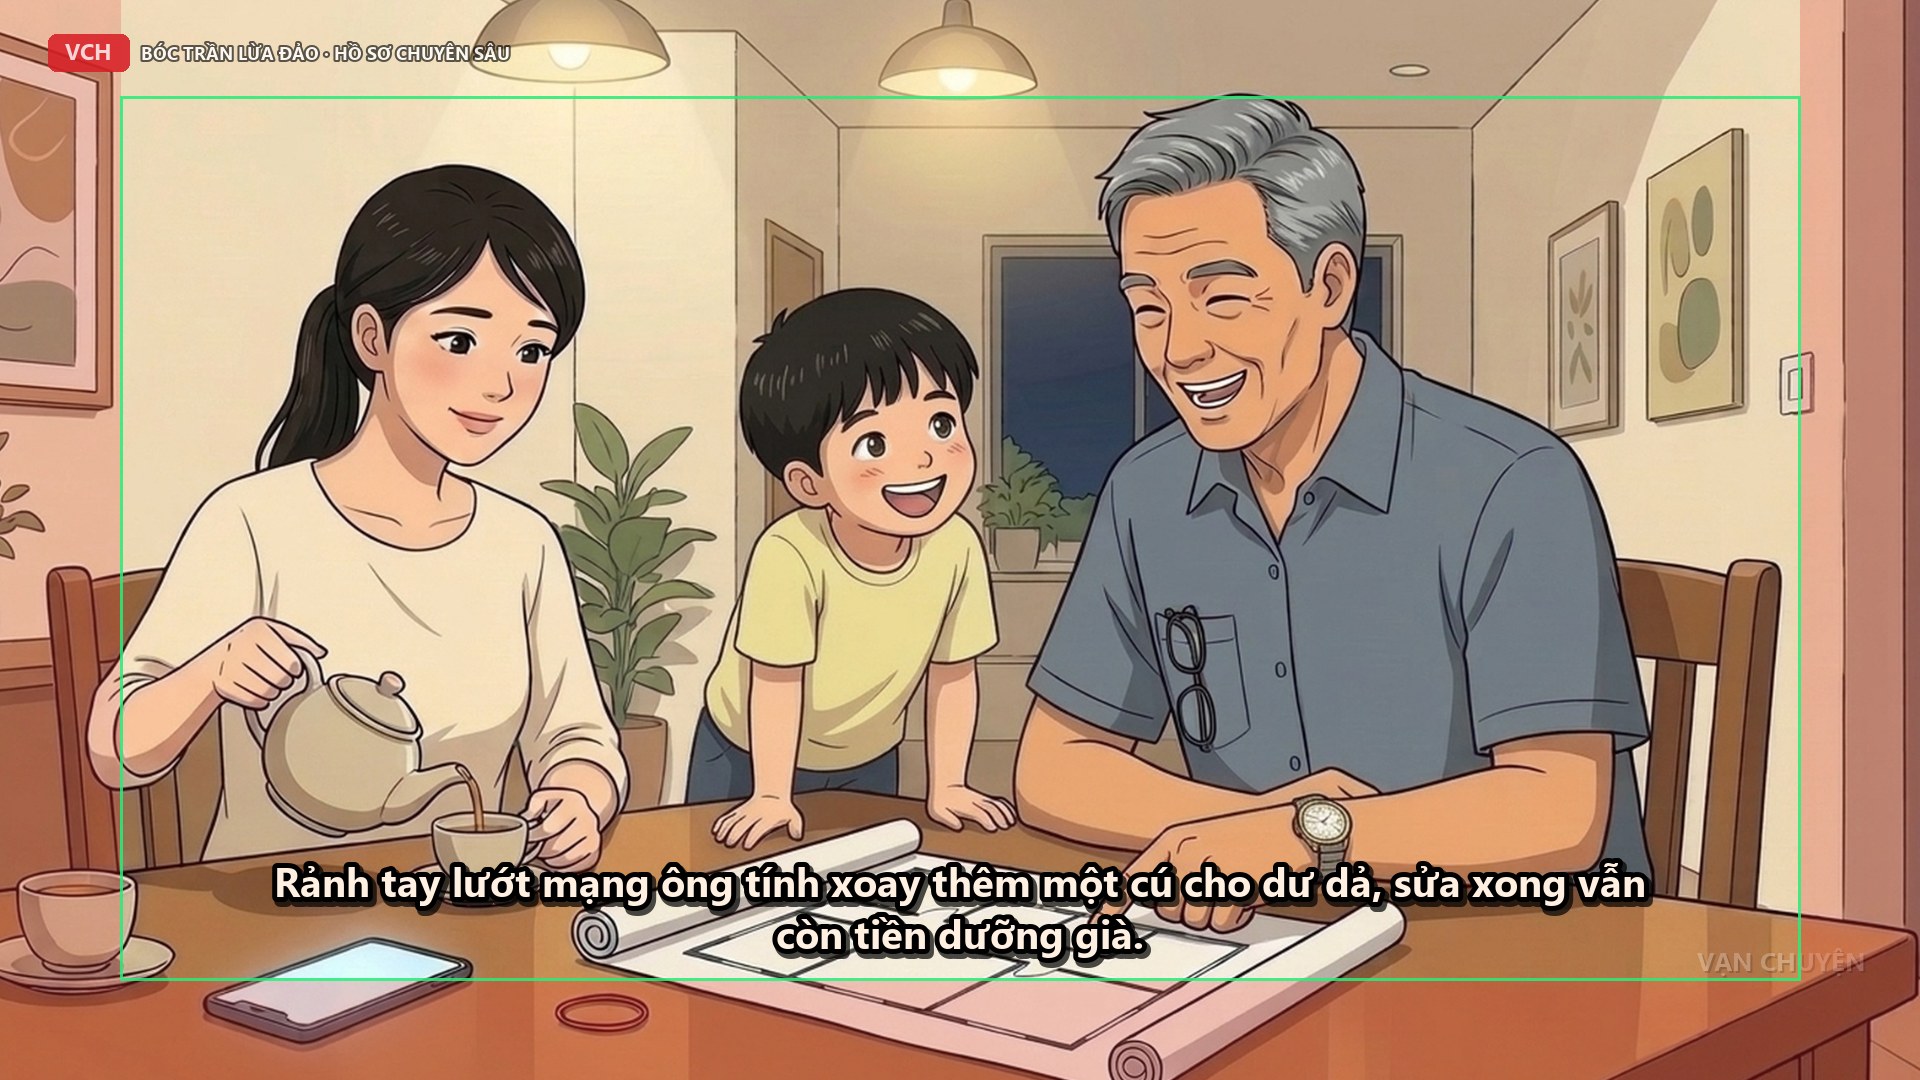 VCH
BÓC TRẦN LỪA ĐẢO · HỒ SƠ CHUYÊN SÂU
Rảnh tay lướt mạng ông tính xoay thêm một cú cho dư dả, sửa xong vẫn
còn tiền dưỡng già.
VẠN CHUYỆN